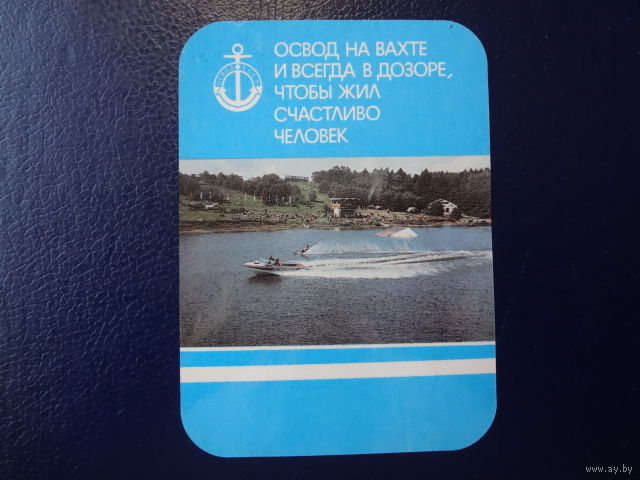 ОСВОД НА ВАХТЕ
И ВСЕГДА В ДОЗОРЕ,
ЧТОБЫ ЖИЛ
СЧАСТЛИВО
ЧЕЛОВЕК
www.ay.by